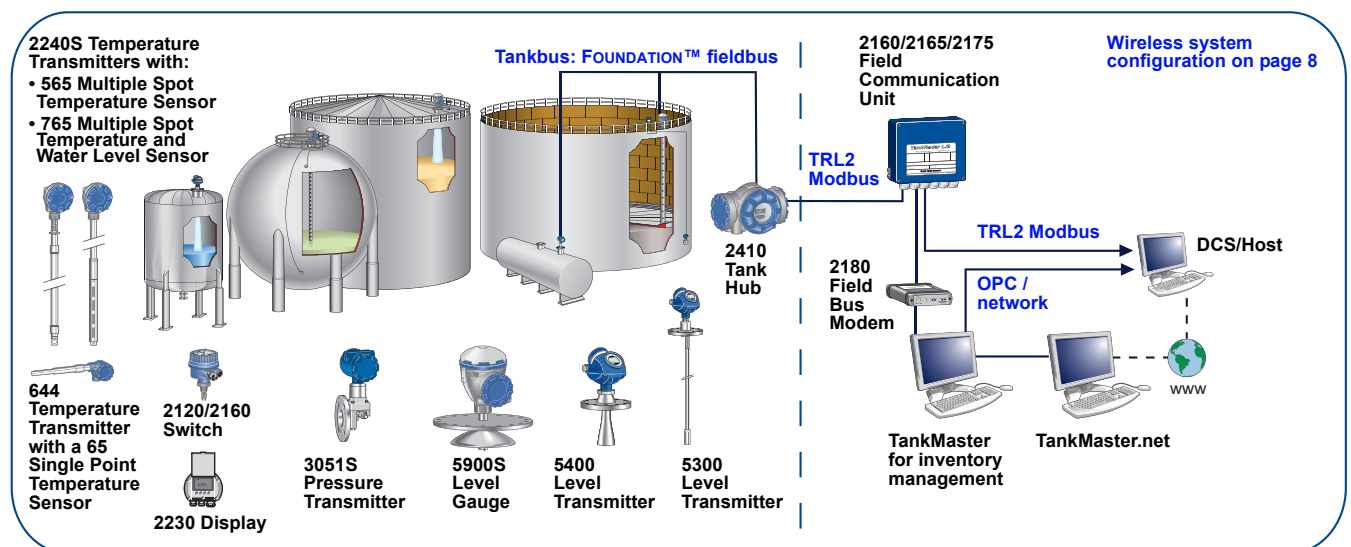 2240S Temperature
Transmitters with:
• 565 Multiple Spot
Temperature Sensor
• 765 Multiple Spot
Temperature and
Water Level Sensor
Tankbus: FOUNDATION™ fieldbus
2160/2165/2175
Field
Communication
Unit
Wireless system
configuration on page 8
TankRadar L/2
TRL2
Modbus
2410
Tank
Hub
TRL2 Modbus
DCS/Host
2180
Field
Bus
Modem
OPC /
network
www
644
Temperature
Transmitter
with a 65
Single Point
Temperature
Sensor
2120/2160
Switch
2230 Display
3051S
Pressure
Transmitter
5900S
Level
Gauge
5400
Level
Transmitter
5300
Level
Transmitter
TankMaster
for inventory
management
TankMaster.net